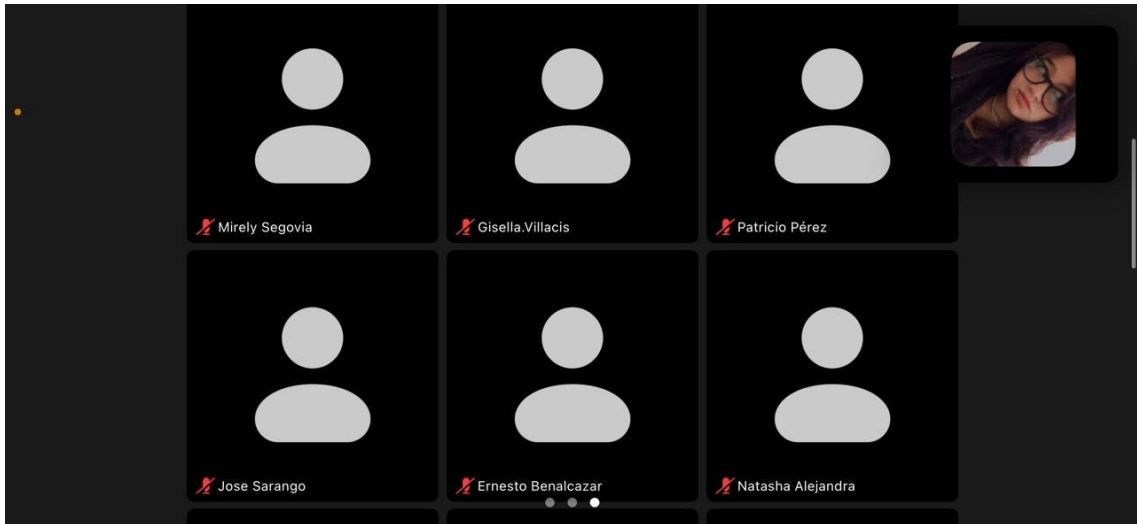 Mirely Segovia
Gisella.Villacis
Patricio Pérez
Jose Sarango
Ernesto Benalcazar
Natasha Alejandra